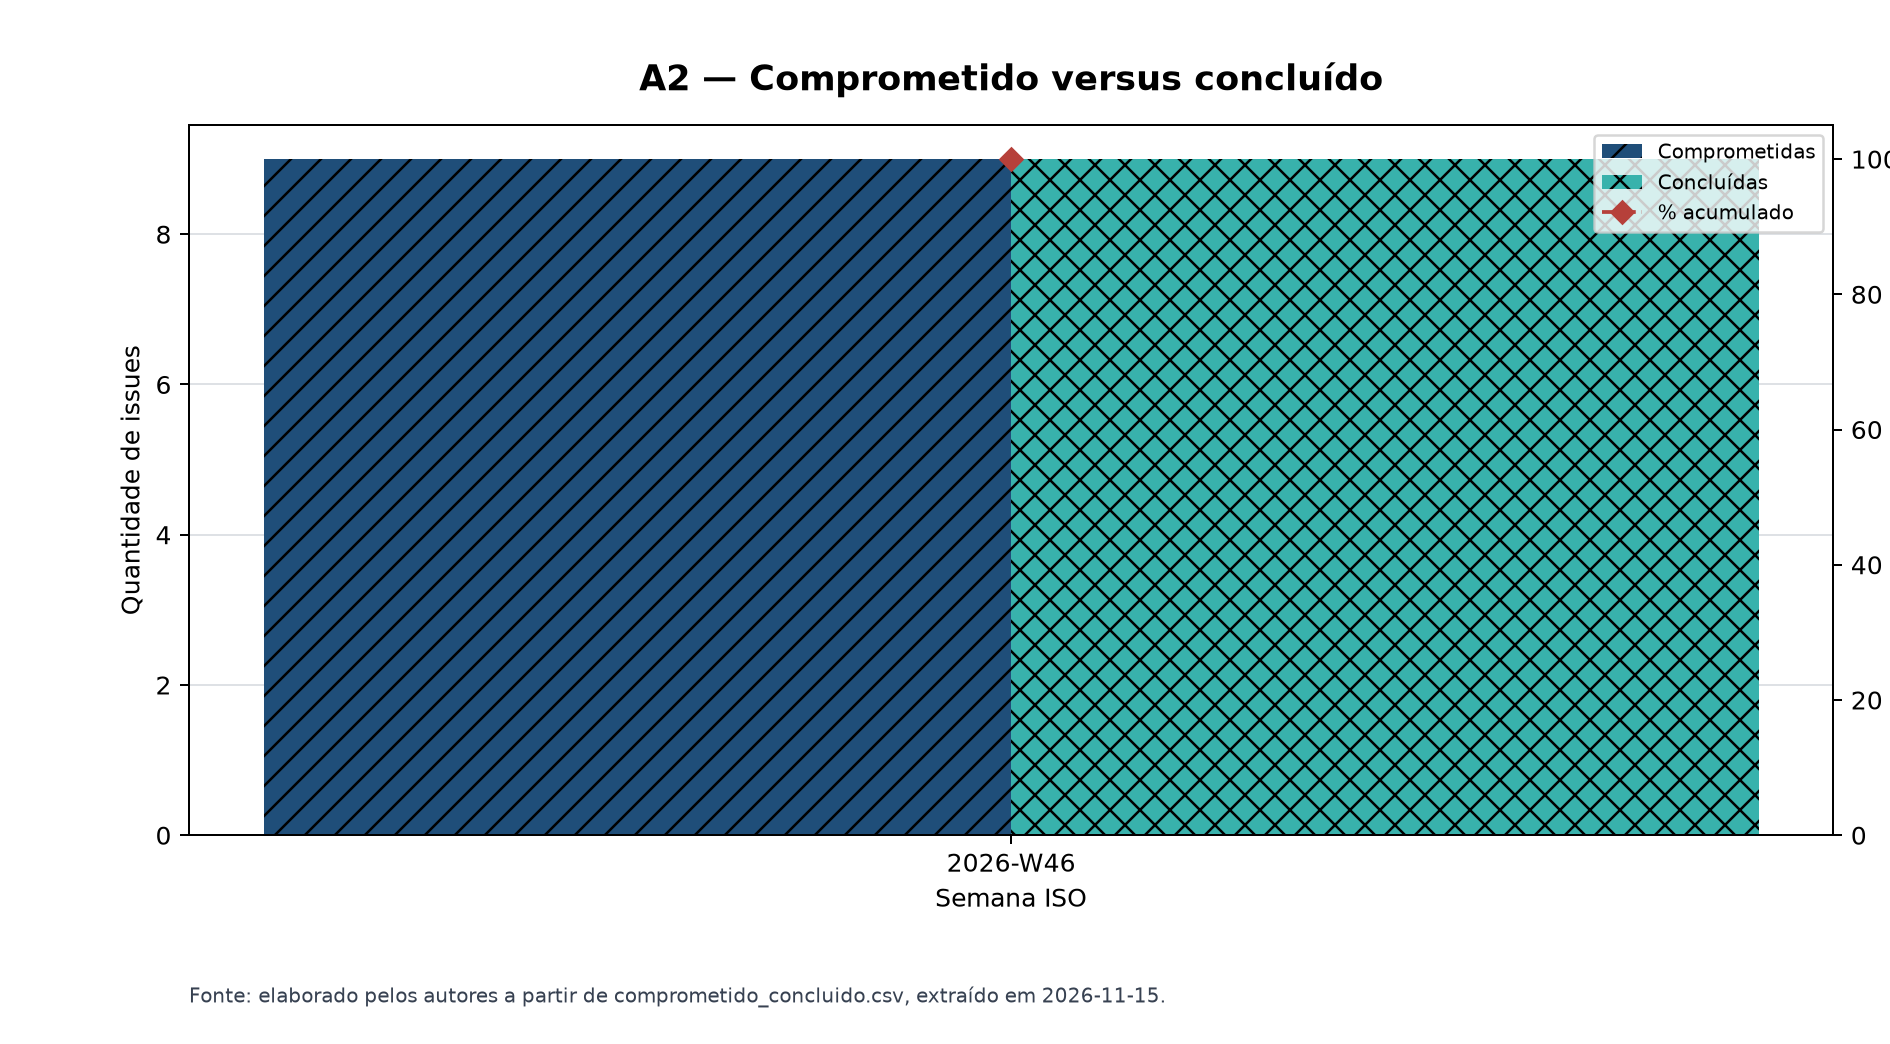 A2 — Comprometido versus concluído
Comprometidas
Concluídas
% acumulado
Quantidade de issues
8
6
4
2
0
100
80
60
40
20
0
2026-W46
Semana ISO
Fonte: elaborado pelos autores a partir de comprometido_concluido.csv, extraído em 2026-11-15.